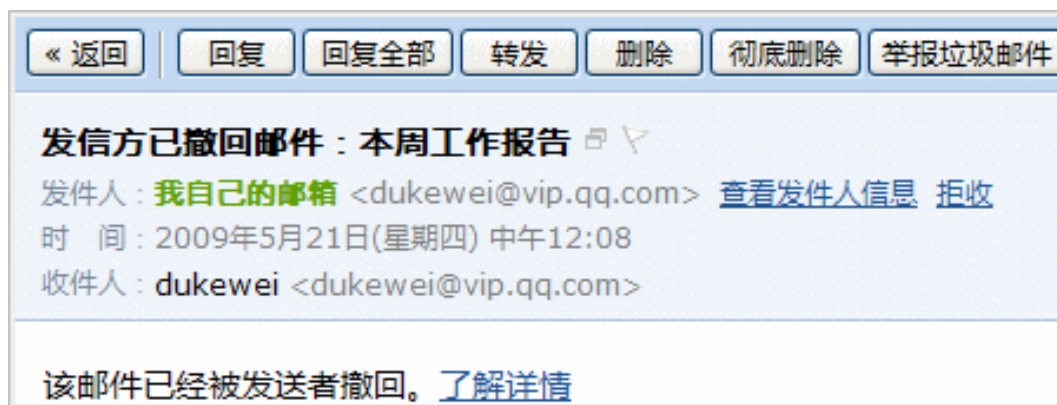 « 返回 回复 回复全部 转发 删除 彻底删除 举报垃圾邮件
发信方已撤回邮件：本周工作报告
发件人：我自己的邮箱 <dukewei@vip.qq.com> 查看发件人信息 拒收
时 间：2009年5月21日(星期四) 中午12:08
收件人：dukewei <dukewei@vip.qq.com>
该邮件已经被发送者撤回。了解详情